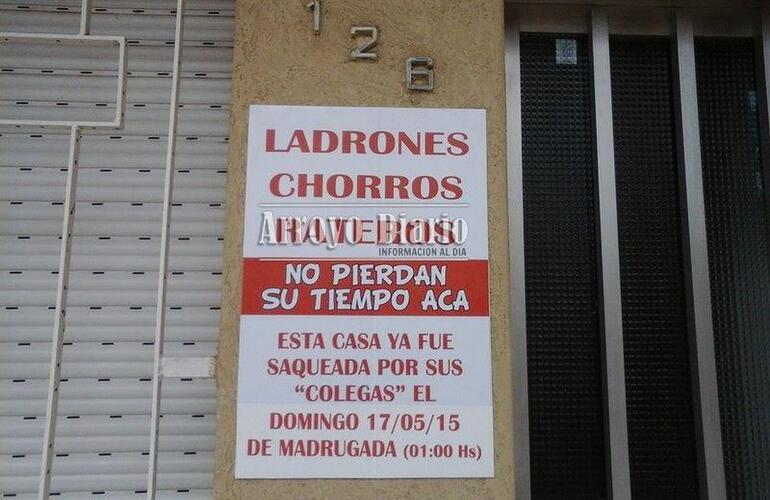 126
LADRONES
CHORROS
RATEROS
Arroyo Diario
INFORMACION AL DIA
NO PIERDAN
SU TIEMPO ACA
ESTA CASA YA FUE
SAQUEADA POR SUS
“COLEGAS” EL
DOMINGO 17/05/15
DE MADRUGADA (01:00 Hs)